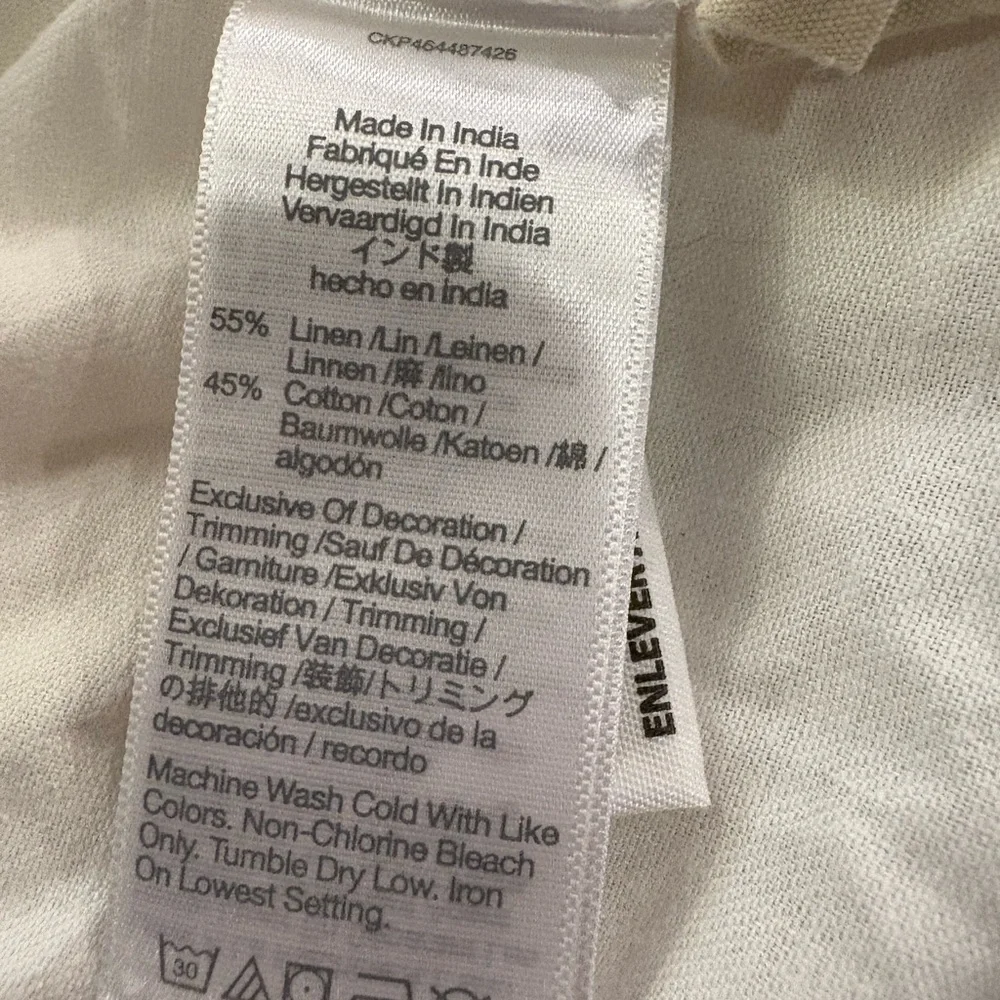 CKP464487426
Made In India
Fabriqué En Inde
Hergestellt In Indien
Vervaardigd In India
インド製
hecho en india
55% Linen /Lin /Leinen /
Linnen /麻 /lino
45% Cotton /Coton /
Baumwolle /Katoen /綿 /
algodón
Exclusive Of Decoration /
Trimming /Sauf De Décoration
/ Garniture /Exklusiv Von
Dekoration / Trimming /
Exclusief Van Decoratie /
Trimming /装飾/トリミング
の排他的 /exclusivo de la
decoración / recordo
Machine Wash Cold With Like
Colors. Non-Chlorine Bleach
Only. Tumble Dry Low. Iron
On Lowest Setting.
30